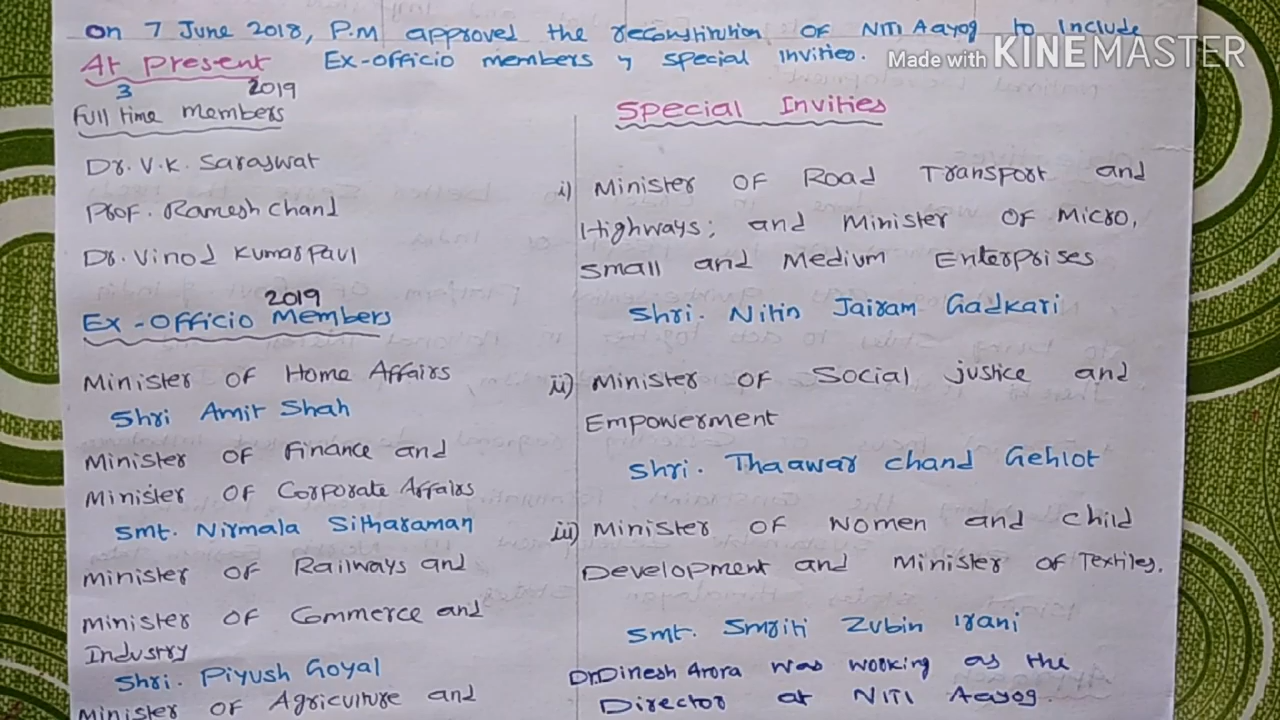 on 7 June 2018, P.M approved the reconstitution of NITI Aayog to Include
Ex-officio members y special Invities.
Made with KINEMASTER
At present
3 2019
Full time members
Dr. V.K. Saraswat
Prof. Ramesh Chand
Dr. Vinod Kumar Paul
2019
Ex-Officio Members
Minister of Home Affairs
Shri Amit Shah
Minister of Finance and
Minister of Corporate Affairs
Smt. Nirmala Sitharaman
Minister of Railways and
Minister of Commerce and
Industry
Shri. Piyush Goyal
Minister of Agriculture and
Special Invities
i) Minister of Road Transport and
Highways; and Minister of Micro,
Small and Medium Enterprises
Shri. Nitin Jairam Gadkari
ii) Minister of Social justice and
Empowerment
Shri. Thaawar chand Gehlot
iii) Minister of Women and child
Development and Minister of Textiles.
Smt. Smriti Zubin Irani
Dr.Dinesh Arora was working as the
Director at NITI Aayog.